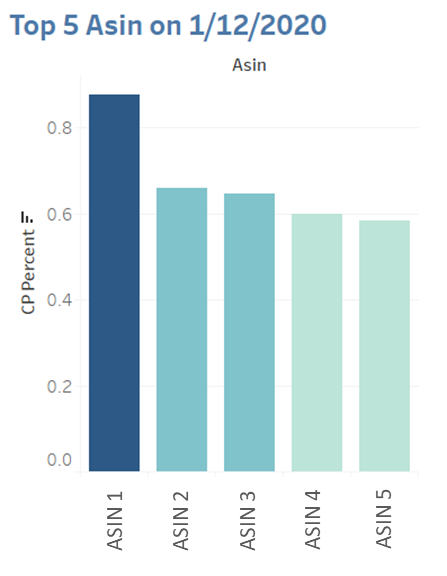 Top 5 Asin on 1/12/2020
Asin
CP Percent
0.8
0.6
0.4
0.2
0.0
ASIN 1
ASIN 2
ASIN 3
ASIN 4
ASIN 5